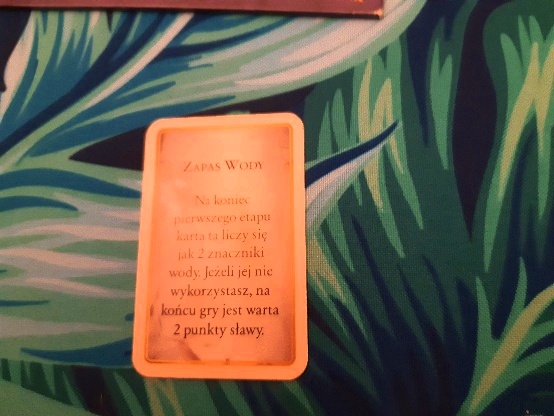 Zapas Wody
Na koniec
pierwszego etapu
karta ta liczy się
jak 2 znaczniki
wody. Jeżeli jej nie
wykorzystasz, na
końcu gry jest warta
2 punkty sławy.